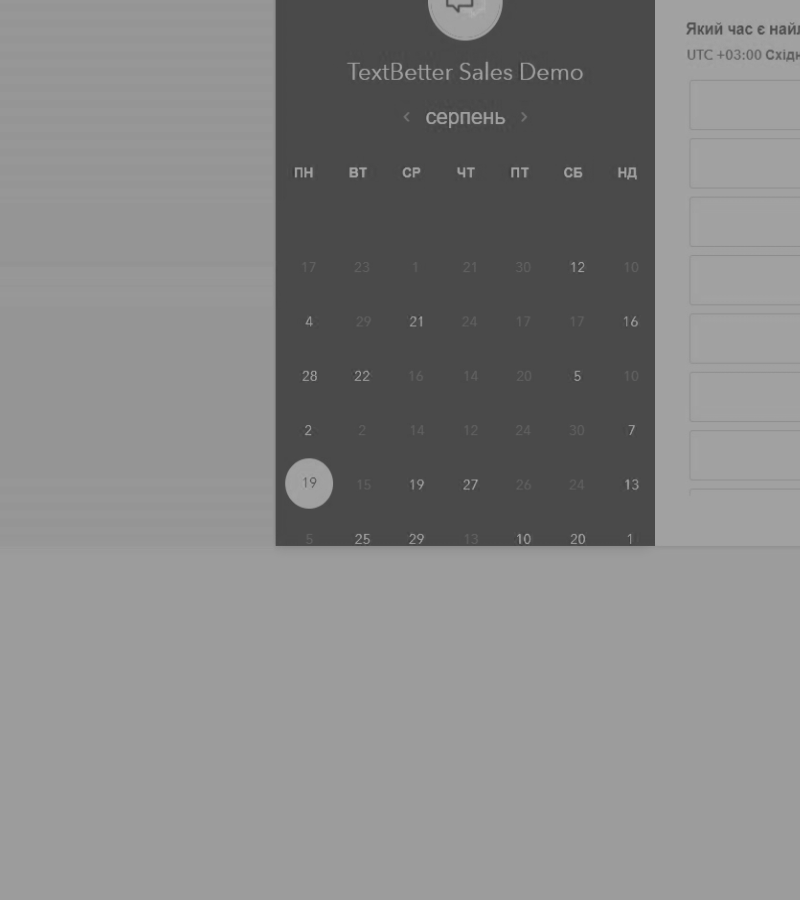 TextBetter Sales Demo
‹ серпень ›
ПН ВТ СР ЧТ ПТ СБ НД
17 23 1 21 30 12 10
4 29 21 24 17 17 16
28 22 16 14 20 5 10
2 2 14 12 24 30 7
19 15 19 27 26 24 13
5 25 29 13 10 20 1
Який час є
UTC +03:00